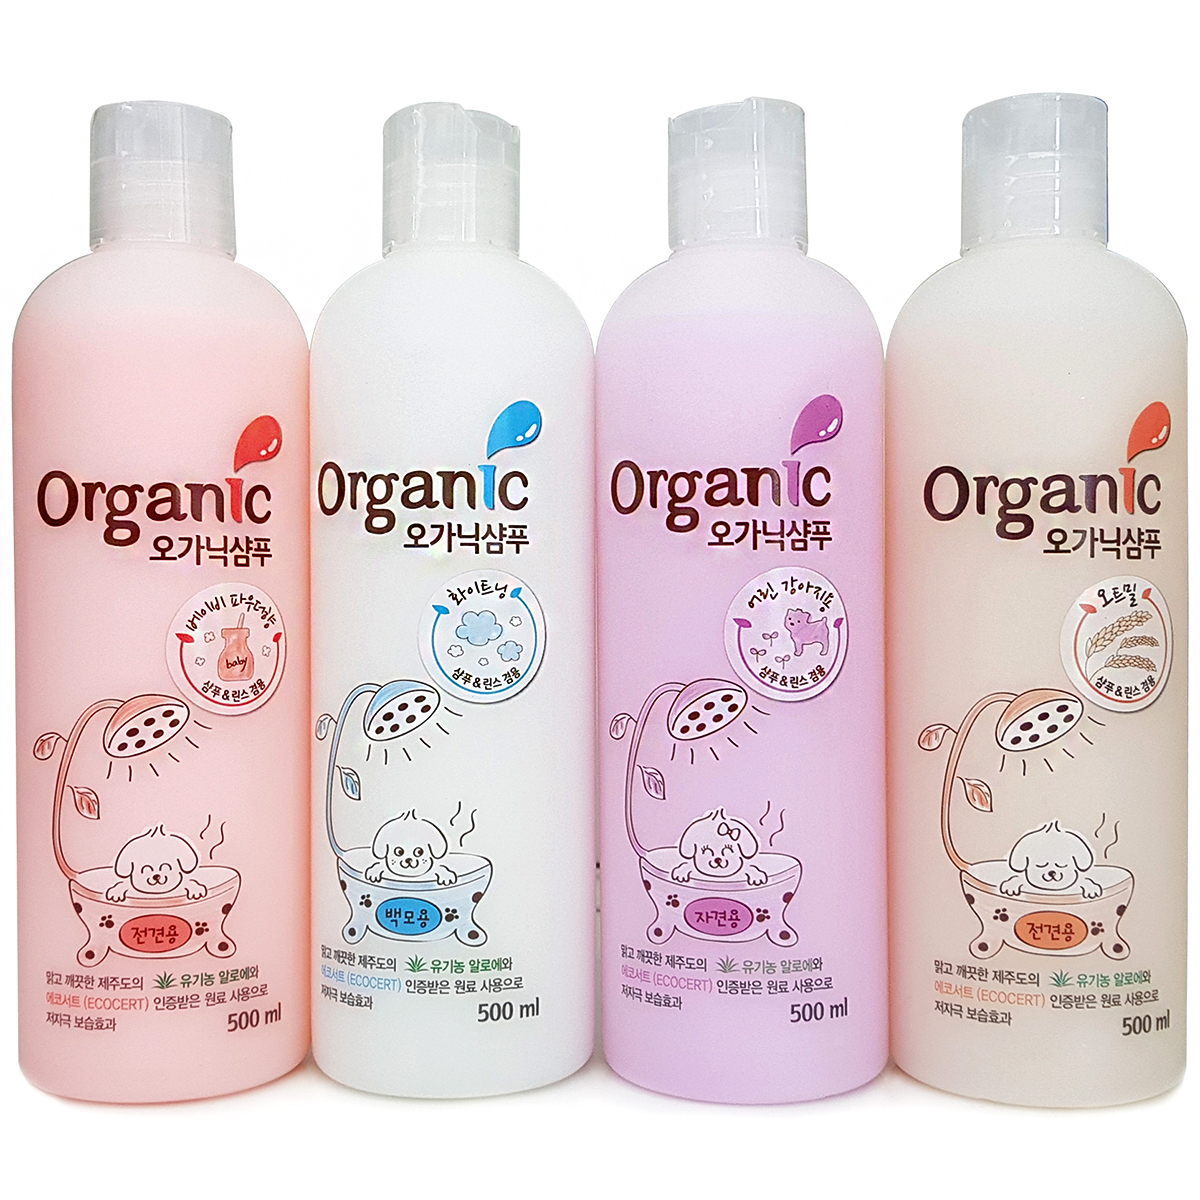 Organic
오가닉샴푸
베이비 파우더향
baby
샴푸&린스 겸용
전견용
맑고 깨끗한 제주도의 유기농 알로에와
에코서트 (ECOCERT) 인증받은 원료 사용으로
저자극 보습효과
500 ml
Organic
오가닉샴푸
화이트닝
샴푸&린스 겸용
백모용
맑고 깨끗한 제주도의 유기농 알로에와
에코서트 (ECOCERT) 인증받은 원료 사용으로
저자극 보습효과
500 ml
Organic
오가닉샴푸
어린 강아지용
샴푸&린스 겸용
자견용
맑고 깨끗한 제주도의 유기농 알로에와
에코서트 (ECOCERT) 인증받은 원료 사용으로
저자극 보습효과
500 ml
Organic
오가닉샴푸
오트밀
샴푸&린스 겸용
전견용
맑고 깨끗한 제주도의 유기농 알로에와
에코서트 (ECOCERT) 인증받은 원료 사용으로
저자극 보습효과
500 ml